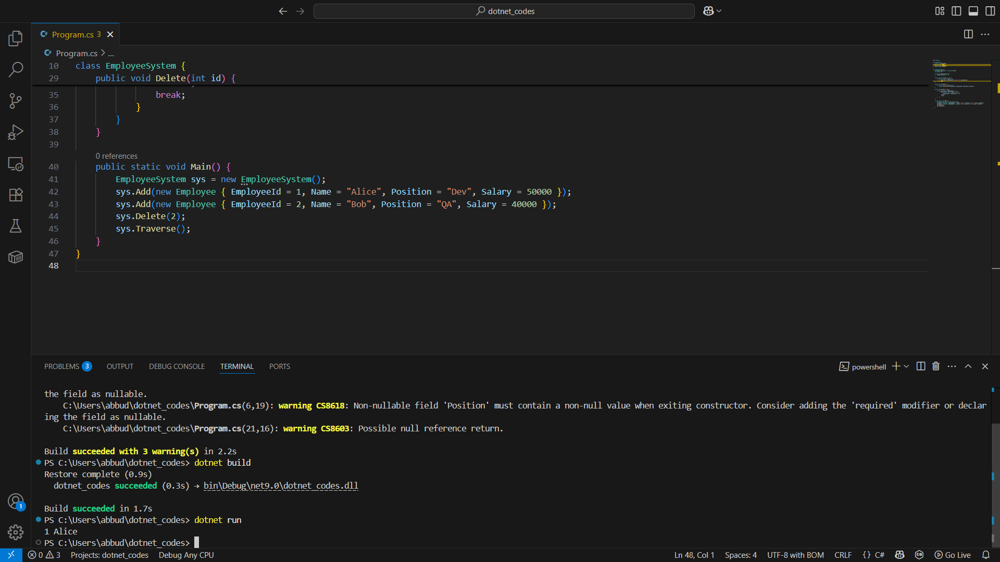 dotnet_codes
Program.cs 3
Program.cs > ...
10 class EmployeeSystem {
29 public void Delete(int id) {
35 break;
36 }
37 }
38 }
39
0 references
40 public static void Main() {
41 EmployeeSystem sys = new EmployeeSystem();
42 sys.Add(new Employee { EmployeeId = 1, Name = "Alice", Position = "Dev", Salary = 50000 });
43 sys.Add(new Employee { EmployeeId = 2, Name = "Bob", Position = "QA", Salary = 40000 });
44 sys.Delete(2);
45 sys.Traverse();
46 }
47 }
48
PROBLEMS 3 OUTPUT DEBUG CONSOLE TERMINAL PORTS powershell
the field as nullable.
C:\Users\abbud\dotnet_codes\Program.cs(6,19): warning CS8618: Non-nullable field 'Position' must contain a non-null value when exiting constructor. Consider adding the 'required' modifier or declar
ing the field as nullable.
C:\Users\abbud\dotnet_codes\Program.cs(21,16): warning CS8603: Possible null reference return.
Build succeeded with 3 warning(s) in 2.2s
PS C:\Users\abbud\dotnet_codes> dotnet build
Restore complete (0.9s)
dotnet_codes succeeded (0.3s) → bin\Debug\net9.0\dotnet_codes.dll
Build succeeded in 1.7s
PS C:\Users\abbud\dotnet_codes> dotnet run
1 Alice
PS C:\Users\abbud\dotnet_codes>
1
0 3 Projects: dotnet_codes Debug Any CPU Ln 48, Col 1 Spaces: 4 UTF-8 with BOM CRLF {} C# Go Live